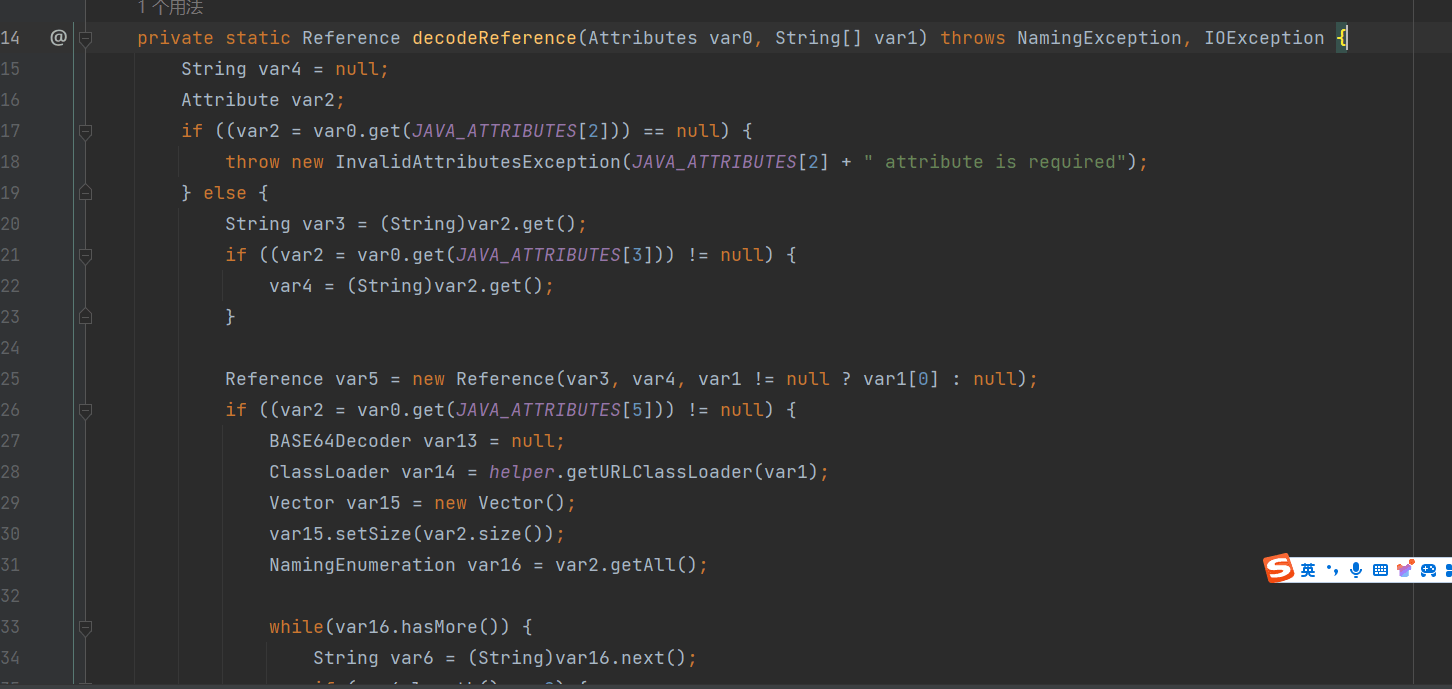 1 个用法
14 @ private static Reference decodeReference(Attributes var0, String[] var1) throws NamingException, IOException {
15 String var4 = null;
16 Attribute var2;
17 if ((var2 = var0.get(JAVA_ATTRIBUTES[2])) == null) {
18 throw new InvalidAttributesException(JAVA_ATTRIBUTES[2] + " attribute is required");
19 } else {
20 String var3 = (String)var2.get();
21 if ((var2 = var0.get(JAVA_ATTRIBUTES[3])) != null) {
22 var4 = (String)var2.get();
23 }
24
25 Reference var5 = new Reference(var3, var4, var1 != null ? var1[0] : null);
26 if ((var2 = var0.get(JAVA_ATTRIBUTES[5])) != null) {
27 BASE64Decoder var13 = null;
28 ClassLoader var14 = helper.getURLClassLoader(var1);
29 Vector var15 = new Vector();
30 var15.setSize(var2.size());
31 NamingEnumeration var16 = var2.getAll();
英
32
33 while(var16.hasMore()) {
34 String var6 = (String)var16.next();